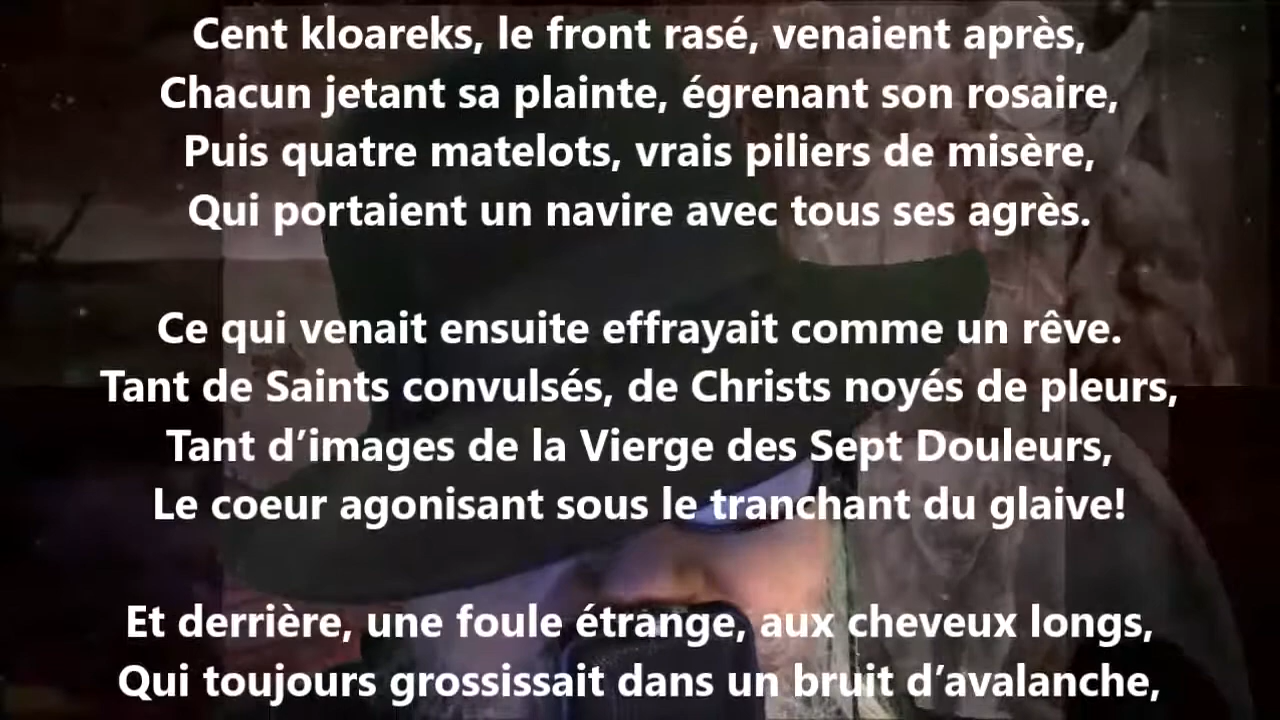 Cent kloareks, le front rasé, venaient après,
Chacun jetant sa plainte, égrenant son rosaire,
Puis quatre matelots, vrais piliers de misère,
Qui portaient un navire avec tous ses agrès.
Ce qui venait ensuite effrayait comme un rêve.
Tant de Saints convulsés, de Christs noyés de pleurs,
Tant d’images de la Vierge des Sept Douleurs,
Le coeur agonisant sous le tranchant du glaive!
Et derrière, une foule étrange, aux cheveux longs,
Qui toujours grossissait dans un bruit d’avalanche,